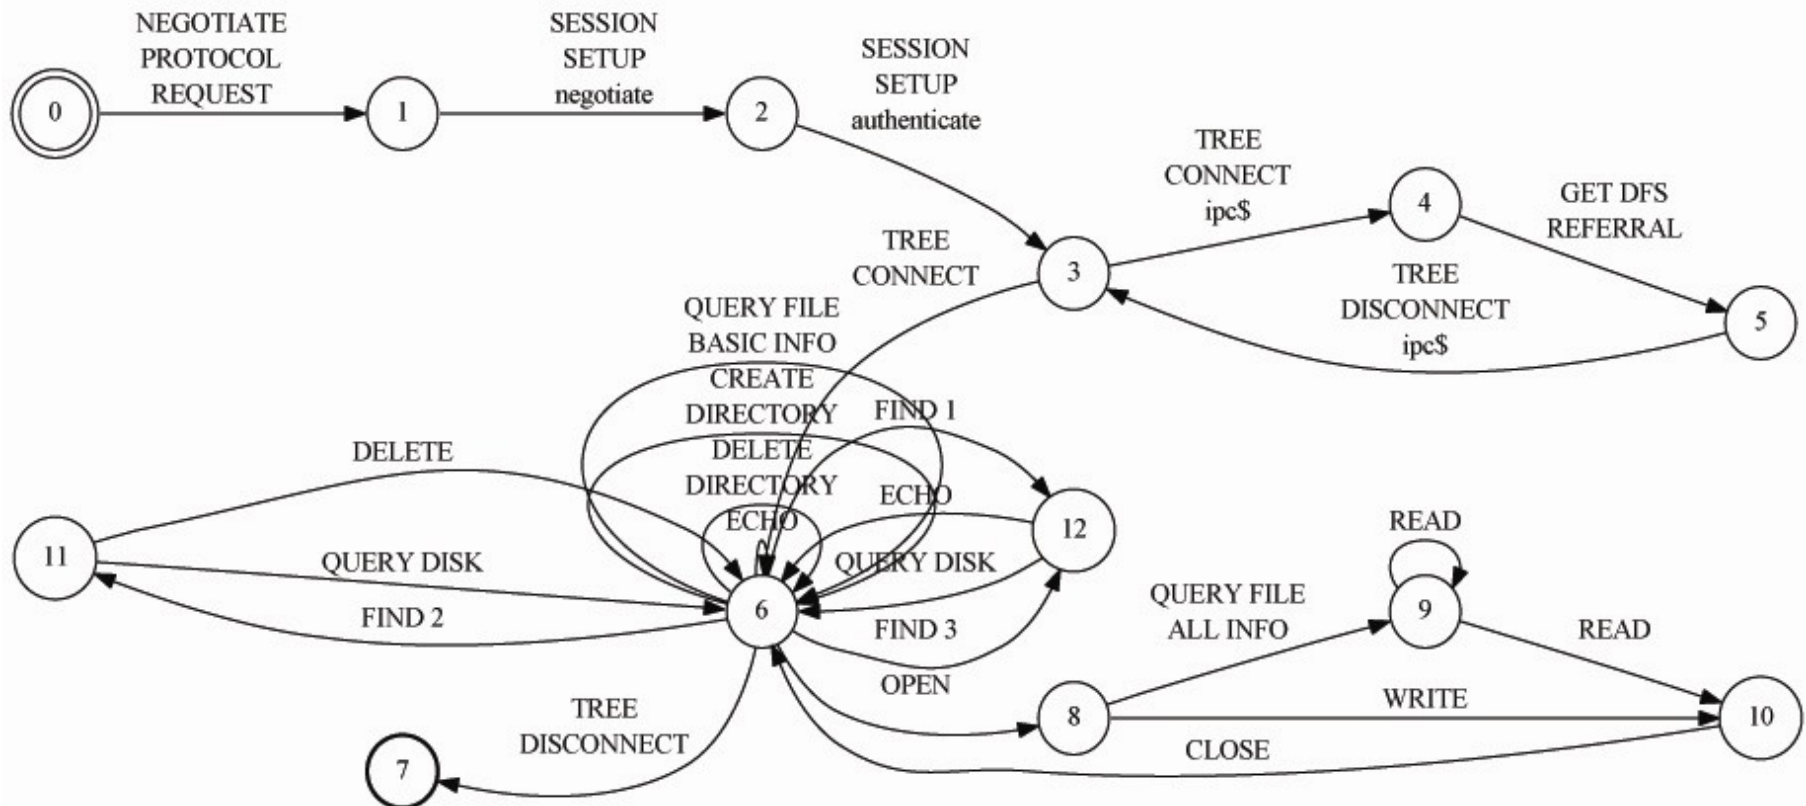 NEGOTIATE
PROTOCOL
REQUEST
SESSION
SETUP
negotiate
SESSION
SETUP
authenticate
0
1
2
TREE
CONNECT
ipc$
4
GET DFS
REFERRAL
TREE
CONNECT
3
TREE
DISCONNECT
ipc$
5
QUERY FILE
BASIC INFO
CREATE
DIRECTORY
DELETE
DIRECTORY
ECHO
FIND 1
DELETE
ECHO
12
11
QUERY DISK
QUERY DISK
READ
6
FIND 2
FIND 3
OPEN
QUERY FILE
ALL INFO
9
READ
8
WRITE
10
CLOSE
TREE
DISCONNECT
7